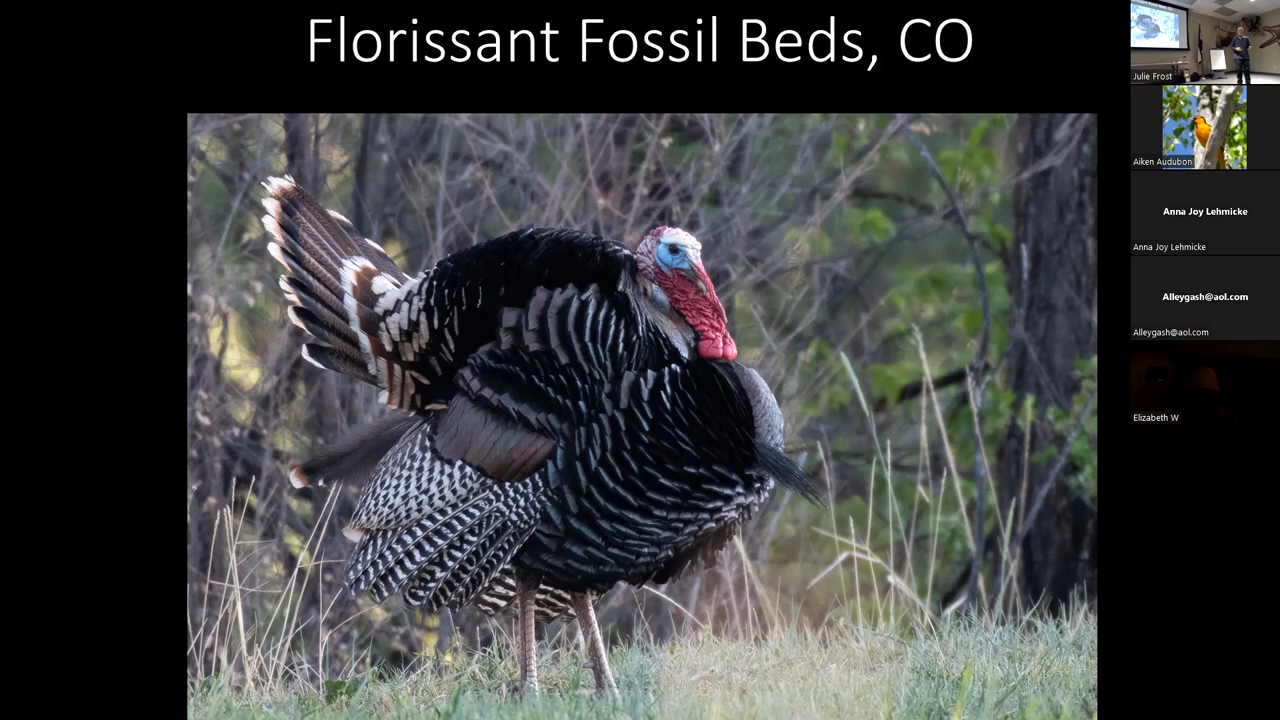 Florissant Fossil Beds, CO
Julie Frost
Aiken Audubon
Anna Joy Lehmicke
Anna Joy Lehmicke
Alleygash@aol.com
Alleygash@aol.com
Elizabeth W